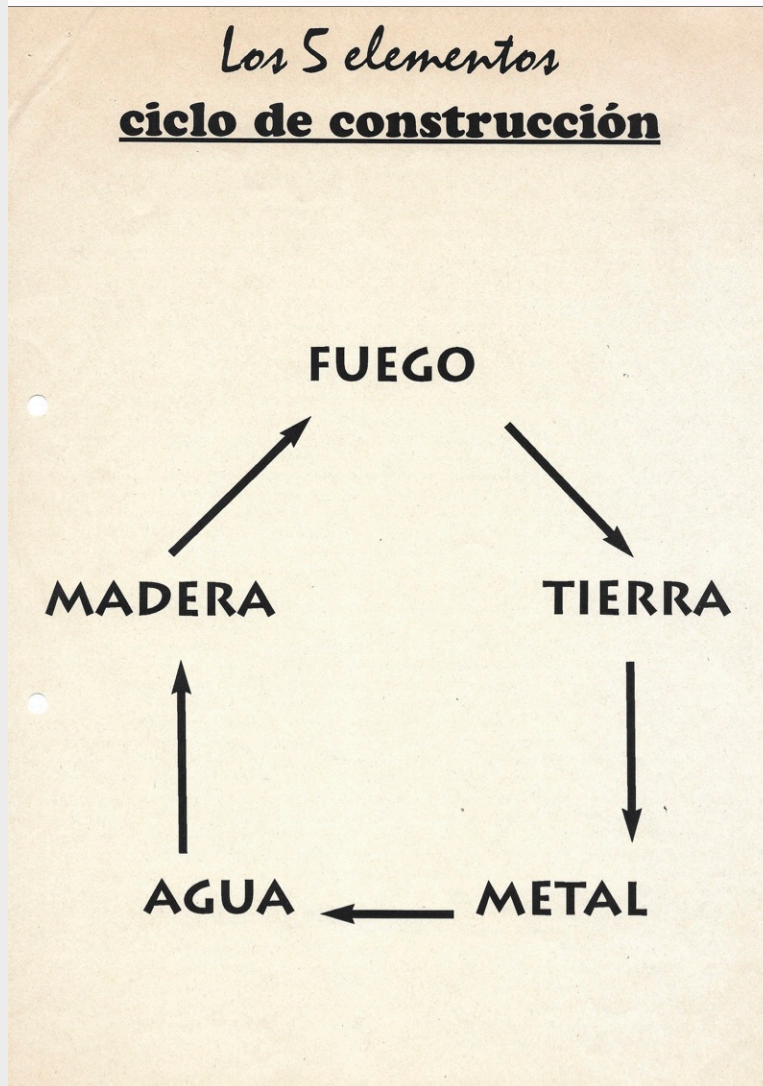 Los 5 elementos
ciclo de construcción
FUEGO
MADERA
TIERRA
AGUA
METAL